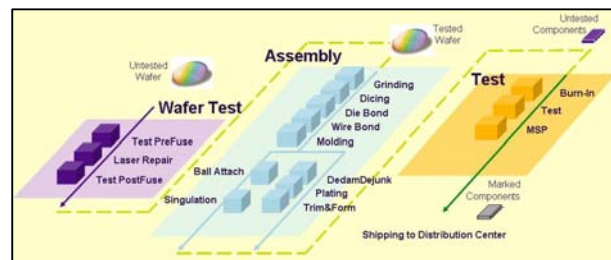 Untested
Wafer
Wafer Test
Test PreFuse
Laser Repair
Test PostFuse
Assembly
Tested
Wafer
Grinding
Dicing
Die Bond
Wire Bond
Molding
Ball Attach
Singulation
DedamDejunk
Plating
Trim&Form
Untested
Components
Test
Burn-In
Test
MSP
Marked
Components
Shipping to Distribution Center